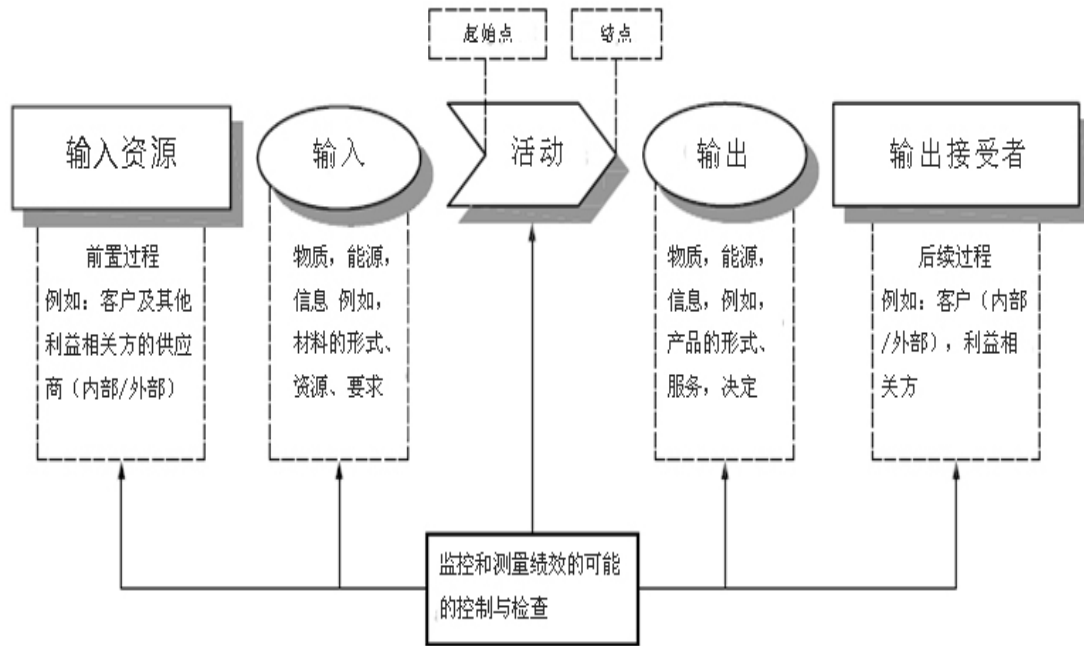 起始点
结点
输入资源
输入
活动
输出
输出接受者
前置过程
例如：客户及其他
利益相关方的供应
商（内部/外部）
物质，能源，
信息 例如，
材料的形式、
资源、要求
物质，能源，
信息，例如，
产品的形式、
服务，决定
后续过程
例如：客户（内部
/外部），利益相
关方
监控和测量绩效的可能
的控制与检查